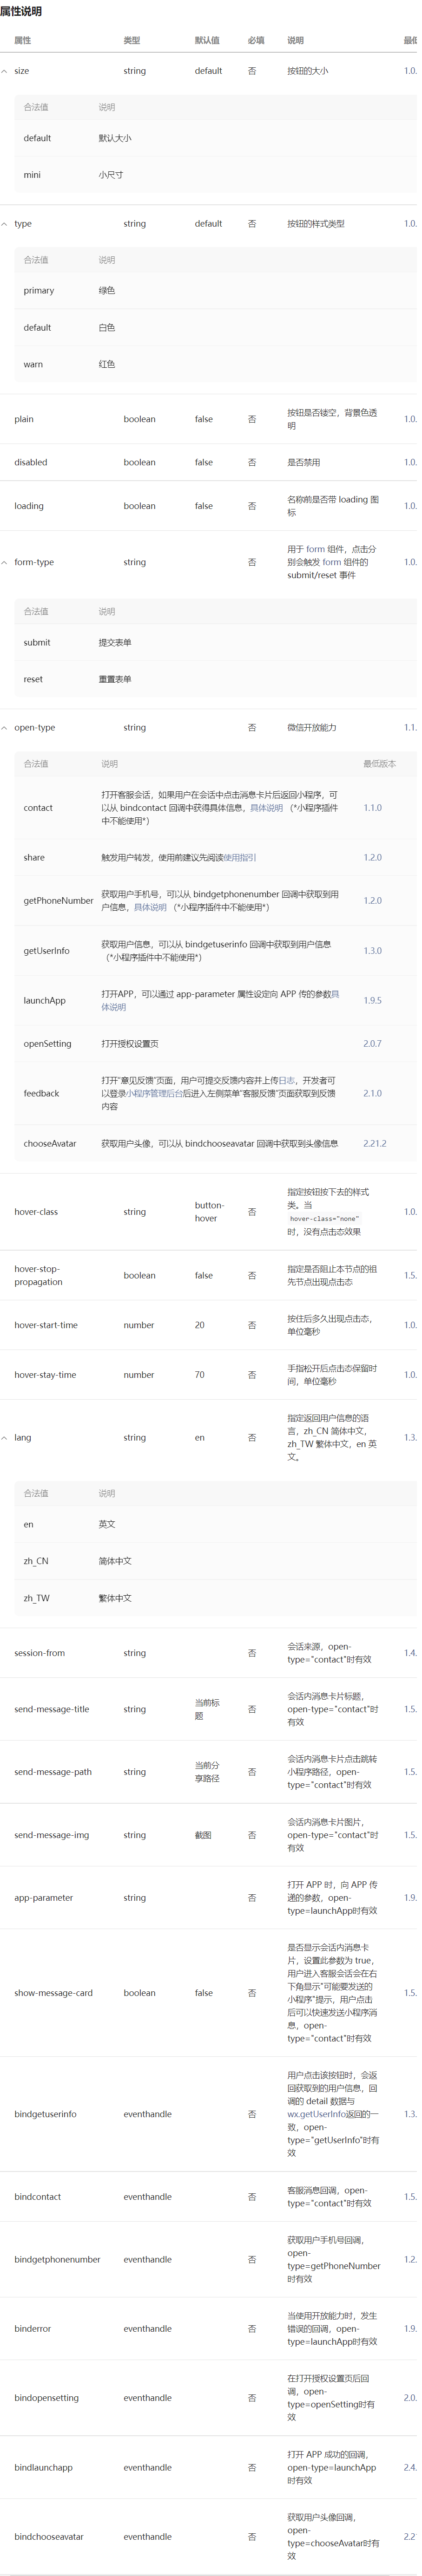 属性说明
属性 类型 默认值 必填 说明 最低
size string default 否 按钮的大小 1.0.
合法值 说明
default 默认大小
mini 小尺寸
type string default 否 按钮的样式类型 1.0.
合法值 说明
primary 绿色
default 白色
warn 红色
plain boolean false 否 按钮是否镂空，背景色透
明 1.0.
disabled boolean false 否 是否禁用 1.0.
loading boolean false 否 名称前是否带 loading 图
标 1.0.
form-type string 否 用于 form 组件，点击分
别会触发 form 组件的 1.0.
submit/reset 事件
合法值 说明
submit 提交表单
reset 重置表单
open-type string 否 微信开放能力 1.1.
合法值 说明 最低版本
contact 打开客服会话，如果用户在会话中点击消息卡片后返回小程序，可
以从 bindcontact 回调中获得具体信息，具体说明 （*小程序插件 1.1.0
中不能使用*）
share 触发用户转发，使用前建议先阅读使用指引 1.2.0
getPhoneNumber 获取用户手机号，可以从 bindgetphonenumber 回调中获取到用
户信息，具体说明 （*小程序插件中不能使用*） 1.2.0
getUserInfo 获取用户信息，可以从 bindgetuserinfo 回调中获取到用户信息
（*小程序插件中不能使用*） 1.3.0
launchApp 打开APP，可以通过 app-parameter 属性设定向 APP 传的参数具
体说明 1.9.5
openSetting 打开授权设置页 2.0.7
feedback 打开“意见反馈”页面，用户可提交反馈内容并上传日志，开发者可
以登录小程序管理后台后进入左侧菜单“客服反馈”页面获取到反馈 2.1.0
内容
chooseAvatar 获取用户头像，可以从 bindchooseavatar 回调中获取到头像信息 2.21.2
hover-class string button-
hover 否 指定按钮按下去的样式
类。当 1.0.
hover-class="none"
时，没有点击态效果
hover-stop-
propagation boolean false 否 指定是否阻止本节点的祖
先节点出现点击态 1.5.
hover-start-time number 20 否 按住后多久出现点击态，
单位毫秒 1.0.
hover-stay-time number 70 否 手指松开后点击态保留时
间，单位毫秒 1.0.
lang string en 否 指定返回用户信息的语
言，zh_CN 简体中文， 1.3.
zh_TW 繁体中文，en 英
文。
合法值 说明
en 英文
zh_CN 简体中文
zh_TW 繁体中文
session-from string 否 会话来源，open-
type="contact"时有效 1.4.
send-message-title string 当前标
题 否 会话内消息卡片标题，
open-type="contact"时 1.5.
有效
send-message-path string 当前分
享路径 否 会话内消息卡片点击跳转
小程序路径，open- 1.5.
type="contact"时有效
send-message-img string 截图 否 会话内消息卡片图片，
open-type="contact"时 1.5.
有效
app-parameter string 否 打开 APP 时，向 APP 传
递的参数，open- 1.9.
type=launchApp时有效
show-message-card boolean false 否 是否显示会话内消息卡
片，设置此参数为 true，
用户进入客服会话会在右
下角显示"可能要发送的 1.5.
小程序"提示，用户点击
后可以快速发送小程序消
息，open-
type="contact"时有效
bindgetuserinfo eventhandle 否 用户点击该按钮时，会返
回获取到的用户信息，回
调的 detail 数据与
wx.getUserInfo返回的一 1.3.
致，open-
type="getUserInfo"时有
效
bindcontact eventhandle 否 客服消息回调，open-
type="contact"时有效 1.5.
bindgetphonenumber eventhandle 否 获取用户手机号回调，
open- 1.2.
type=getPhoneNumber
时有效
binderror eventhandle 否 当使用开放能力时，发生
错误的回调，open- 1.9.
type=launchApp时有效
bindopensetting eventhandle 否 在打开授权设置页后回
调，open- 2.0.
type=openSetting时有
效
bindlaunchapp eventhandle 否 打开 APP 成功的回调，
open-type=launchApp 2.4.
时有效
bindchooseavatar eventhandle 否 获取用户头像回调，
open- 2.2
type=chooseAvatar时有
效